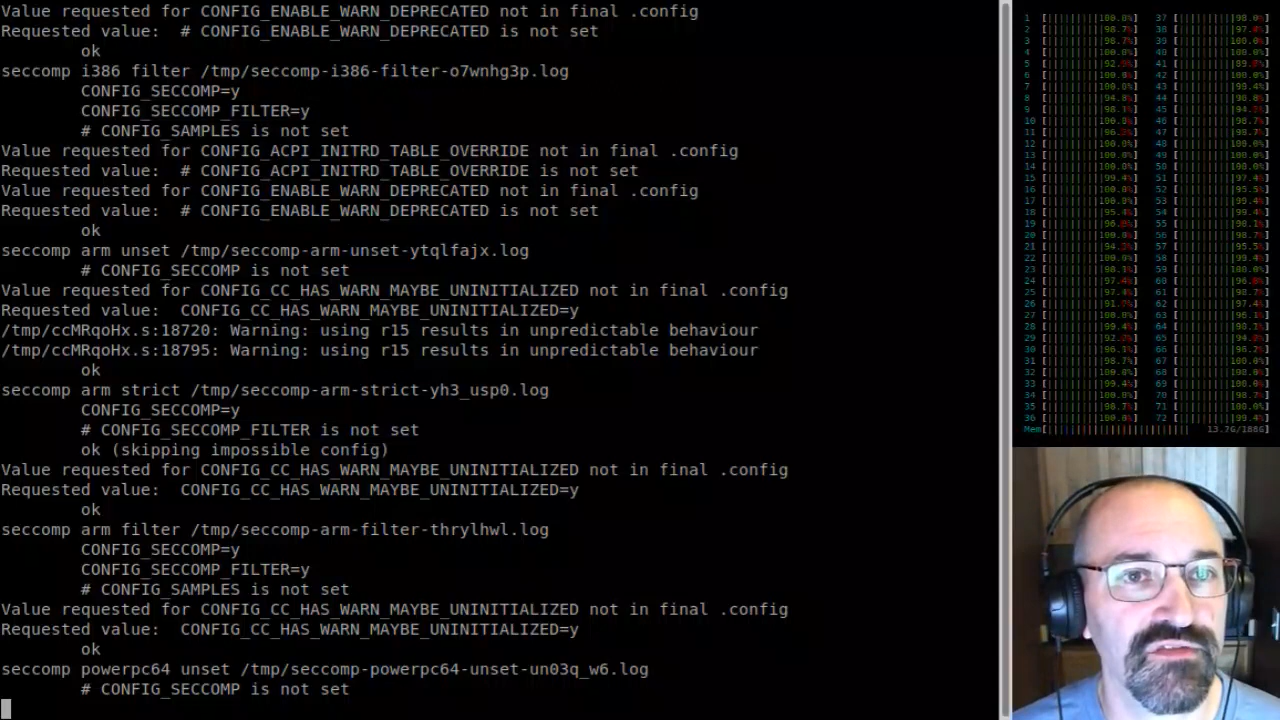 Value requested for CONFIG_ENABLE_WARN_DEPRECATED not in final .config
Requested value:  # CONFIG_ENABLE_WARN_DEPRECATED is not set
ok
seccomp i386 filter /tmp/seccomp-i386-filter-o7wnhg3p.log
CONFIG_SECCOMP=y
CONFIG_SECCOMP_FILTER=y
# CONFIG_SAMPLES is not set
Value requested for CONFIG_ACPI_INITRD_TABLE_OVERRIDE not in final .config
Requested value:  # CONFIG_ACPI_INITRD_TABLE_OVERRIDE is not set
Value requested for CONFIG_ENABLE_WARN_DEPRECATED not in final .config
Requested value:  # CONFIG_ENABLE_WARN_DEPRECATED is not set
ok
seccomp arm unset /tmp/seccomp-arm-unset-ytqlfajx.log
# CONFIG_SECCOMP is not set
Value requested for CONFIG_CC_HAS_WARN_MAYBE_UNINITIALIZED not in final .config
Requested value:  CONFIG_CC_HAS_WARN_MAYBE_UNINITIALIZED=y
/tmp/ccMRqoHx.s:18720: Warning: using r15 results in unpredictable behaviour
/tmp/ccMRqoHx.s:18795: Warning: using r15 results in unpredictable behaviour
ok
seccomp arm strict /tmp/seccomp-arm-strict-yh3_usp0.log
CONFIG_SECCOMP=y
# CONFIG_SECCOMP_FILTER is not set
ok (skipping impossible config)
Value requested for CONFIG_CC_HAS_WARN_MAYBE_UNINITIALIZED not in final .config
Requested value:  CONFIG_CC_HAS_WARN_MAYBE_UNINITIALIZED=y
ok
seccomp arm filter /tmp/seccomp-arm-filter-thrylhwl.log
CONFIG_SECCOMP=y
CONFIG_SECCOMP_FILTER=y
# CONFIG_SAMPLES is not set
Value requested for CONFIG_CC_HAS_WARN_MAYBE_UNINITIALIZED not in final .config
Requested value:  CONFIG_CC_HAS_WARN_MAYBE_UNINITIALIZED=y
ok
seccomp powerpc64 unset /tmp/seccomp-powerpc64-unset-un03q_w6.log
# CONFIG_SECCOMP is not set
Mem 13.7G/188G